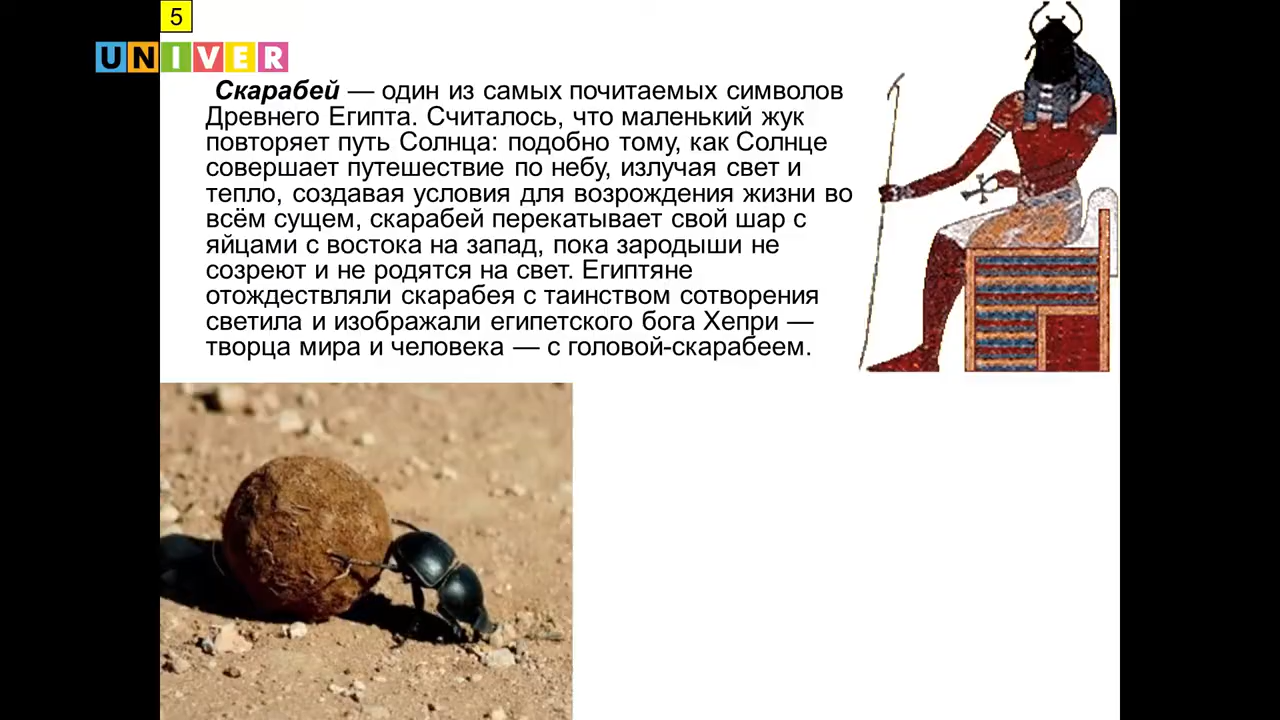 5
UNIVER
Скарабей — один из самых почитаемых символов
Древнего Египта. Считалось, что маленький жук
повторяет путь Солнца: подобно тому, как Солнце
совершает путешествие по небу, излучая свет и
тепло, создавая условия для возрождения жизни во
всём сущем, скарабей перекатывает свой шар с
яйцами с востока на запад, пока зародыши не
созреют и не родятся на свет. Египтяне
отождествляли скарабея с таинством сотворения
светила и изображали египетского бога Хепри —
творца мира и человека — с головой-скарабеем.